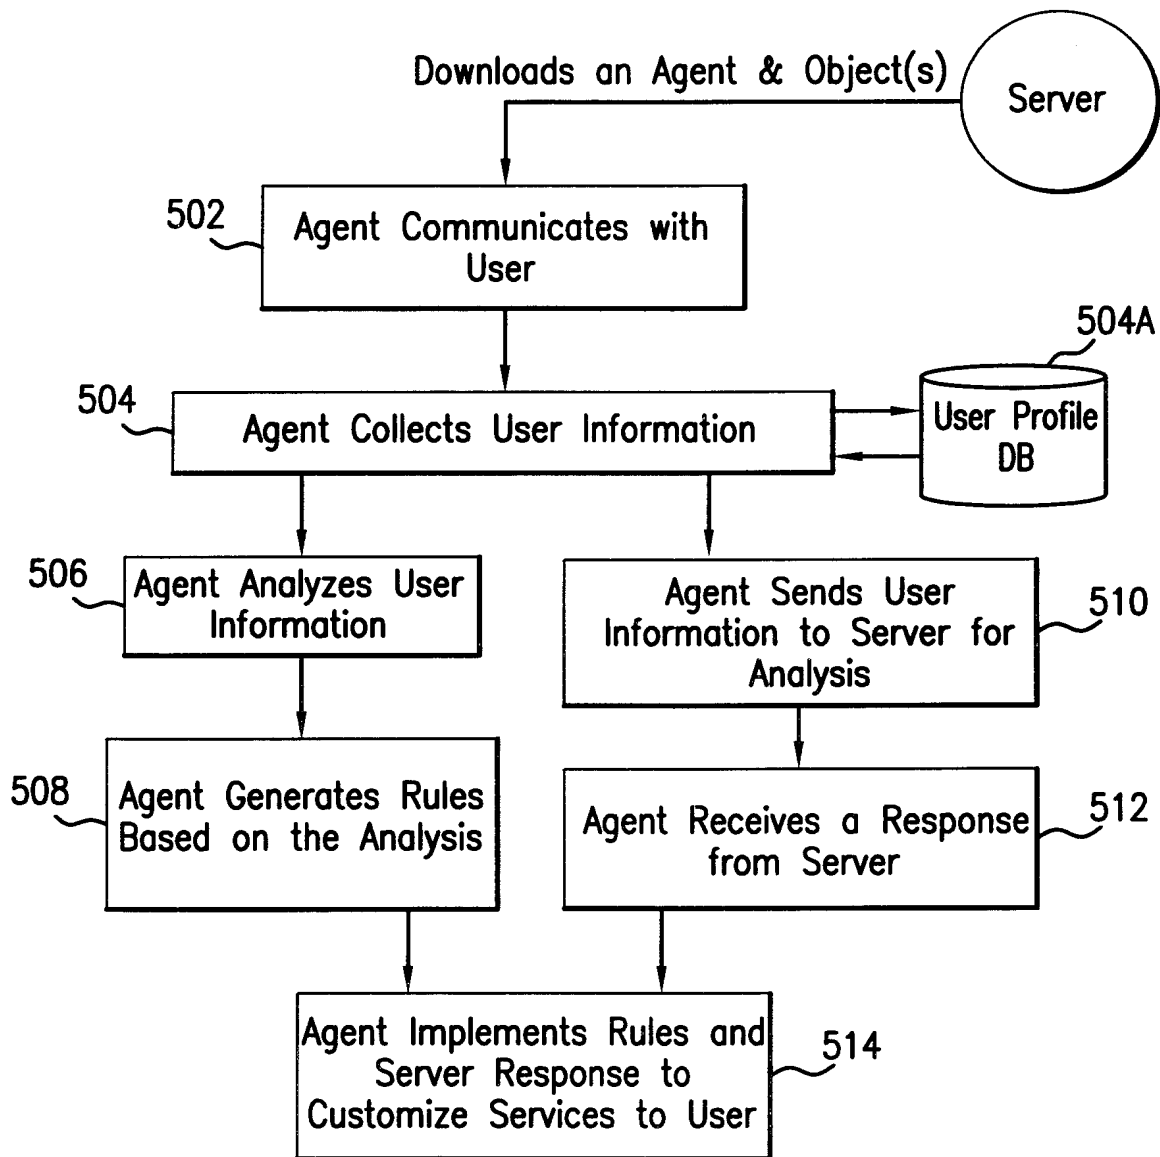 Downloads an Agent & Object(s)
Server
502
Agent Communicates with
User
504A
504
Agent Collects User Information
User Profile
DB
506
Agent Analyzes User
Information
Agent Sends User
Information to Server for
Analysis
510
508
Agent Generates Rules
Based on the Analysis
Agent Receives a Response
from Server
512
Agent Implements Rules and
Server Response to
Customize Services to User
514